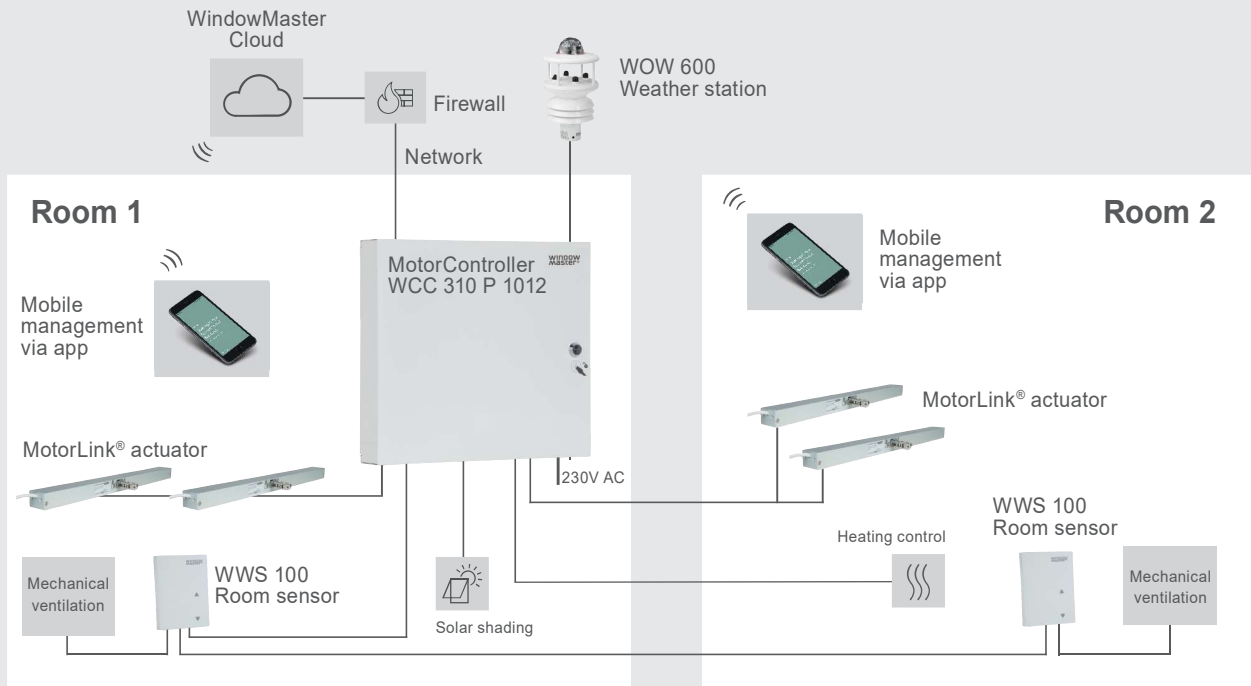 WindowMaster
Cloud
Firewall
Network
WOW 600
Weather station
Room 1
Mobile
management
via app
MotorController
WCC 310 P 1012
WINDOW
MASTER®
MotorLink® actuator
230V AC
Mechanical
ventilation
WWS 100
Room sensor
Solar shading
Room 2
Mobile
management
via app
MotorLink® actuator
Heating control
WWS 100
Room sensor
Mechanical
ventilation